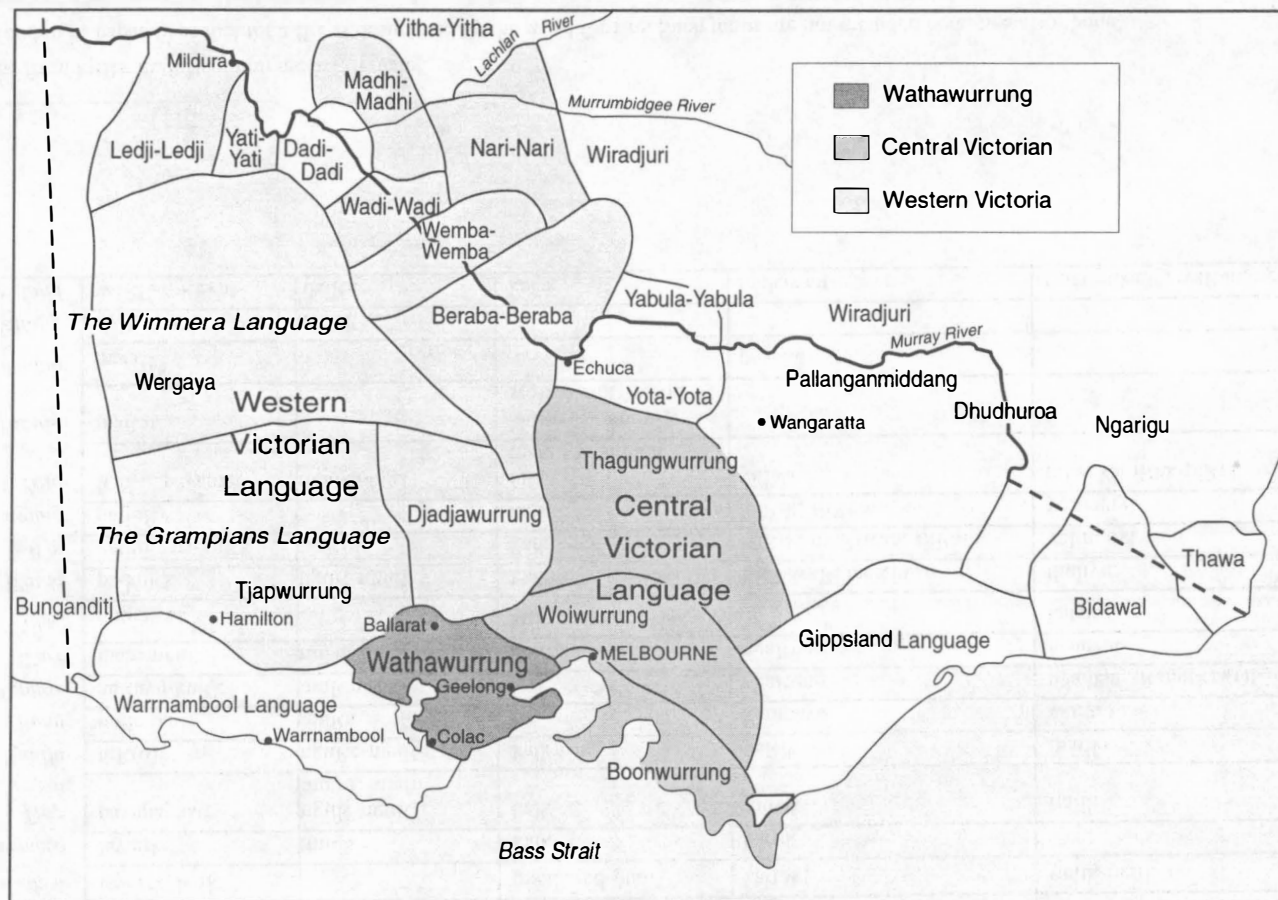 Yitha-Yitha
Lachlan River
Mildura
Madhi-
Madhi
Murrumbidgee River
Ledji-Ledji
Yati-
Yati
Dadi-
Dadi
Nari-Nari
Wiradjuri
Wadi-Wadi
Wemba-
Wemba
Wathawurrung
Central Victorian
Western Victoria
Yabula-Yabula
Wiradjuri
Beraba-Beraba
Murray River
The Wimmera Language
Echuca
Pallanganmiddang
Wergaya
Yota-Yota
Dhudhuroa
Western
Victorian
Language
Wangaratta
Ngarigu
Thagungwurrung
Central
Victorian
Language
Djadjawurrung
The Grampians Language
Thawa
Tjapwurrung
Bunganditj
Hamilton
Ballarat
Woiwurrung
Bidawal
Gippsland Language
Wathawurrung
MELBOURNE
Geelong
Warrnambool Language
Warrnambool
Colac
Boonwurrung
Bass Strait